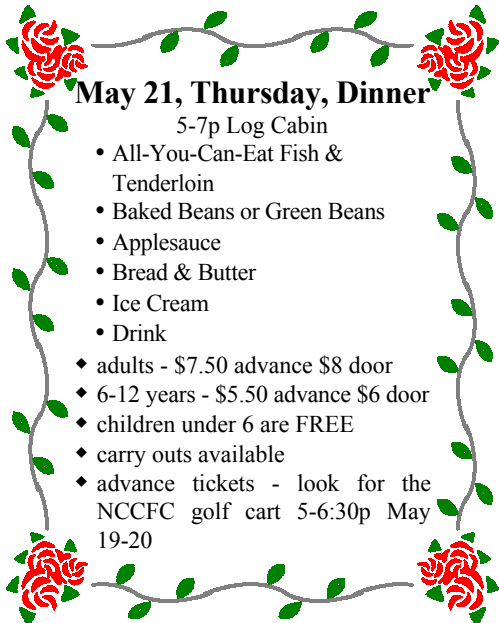 May 21, Thursday, Dinner
5-7p Log Cabin
• All-You-Can-Eat Fish &
Tenderloin
• Baked Beans or Green Beans
• Applesauce
• Bread & Butter
• Ice Cream
• Drink
◆ adults - $7.50 advance $8 door
◆ 6-12 years - $5.50 advance $6 door
◆ children under 6 are FREE
◆ carry outs available
◆ advance tickets - look for the
NCCFC golf cart 5-6:30p May
19-20